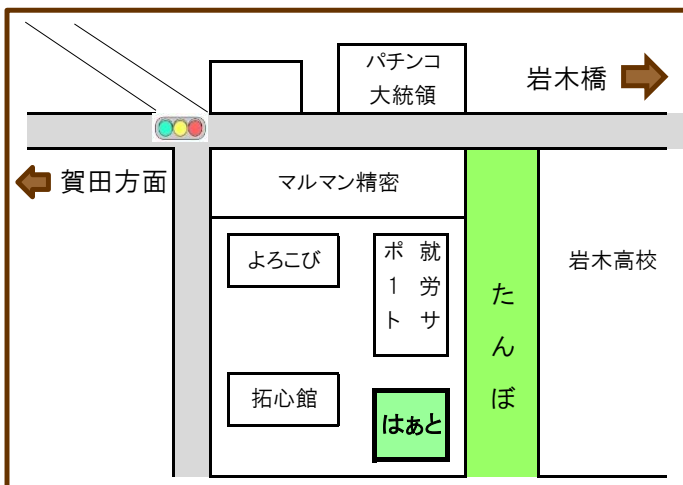 パチンコ
大統領
岩木橋
賀田方面
マルマン精密
よろこび
就労サ
ポ1ト
岩木高校
たんぼ
拓心館
はぁと